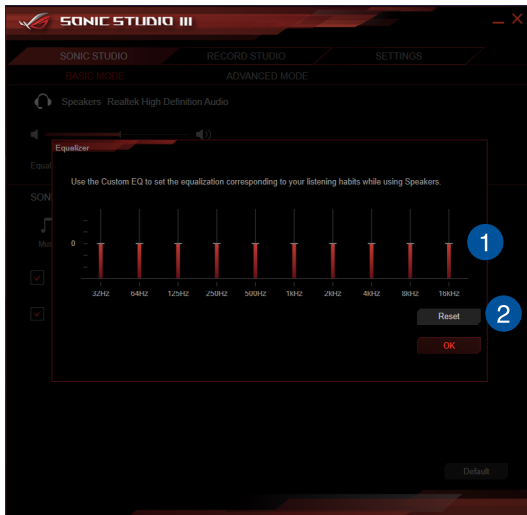 SONIC STUDIO III
SONIC STUDIO RECORD STUDIO SETTINGS
BASIC MODE ADVANCED MODE
Speakers Realtek High Definition Audio
Equalizer
Use the Custom EQ to set the equalization corresponding to your listening habits while using Speakers.
0
1
32Hz 64Hz 125Hz 250Hz 500Hz 1kHz 2kHz 4kHz 8kHz 16kHz
Reset
2
OK
Default